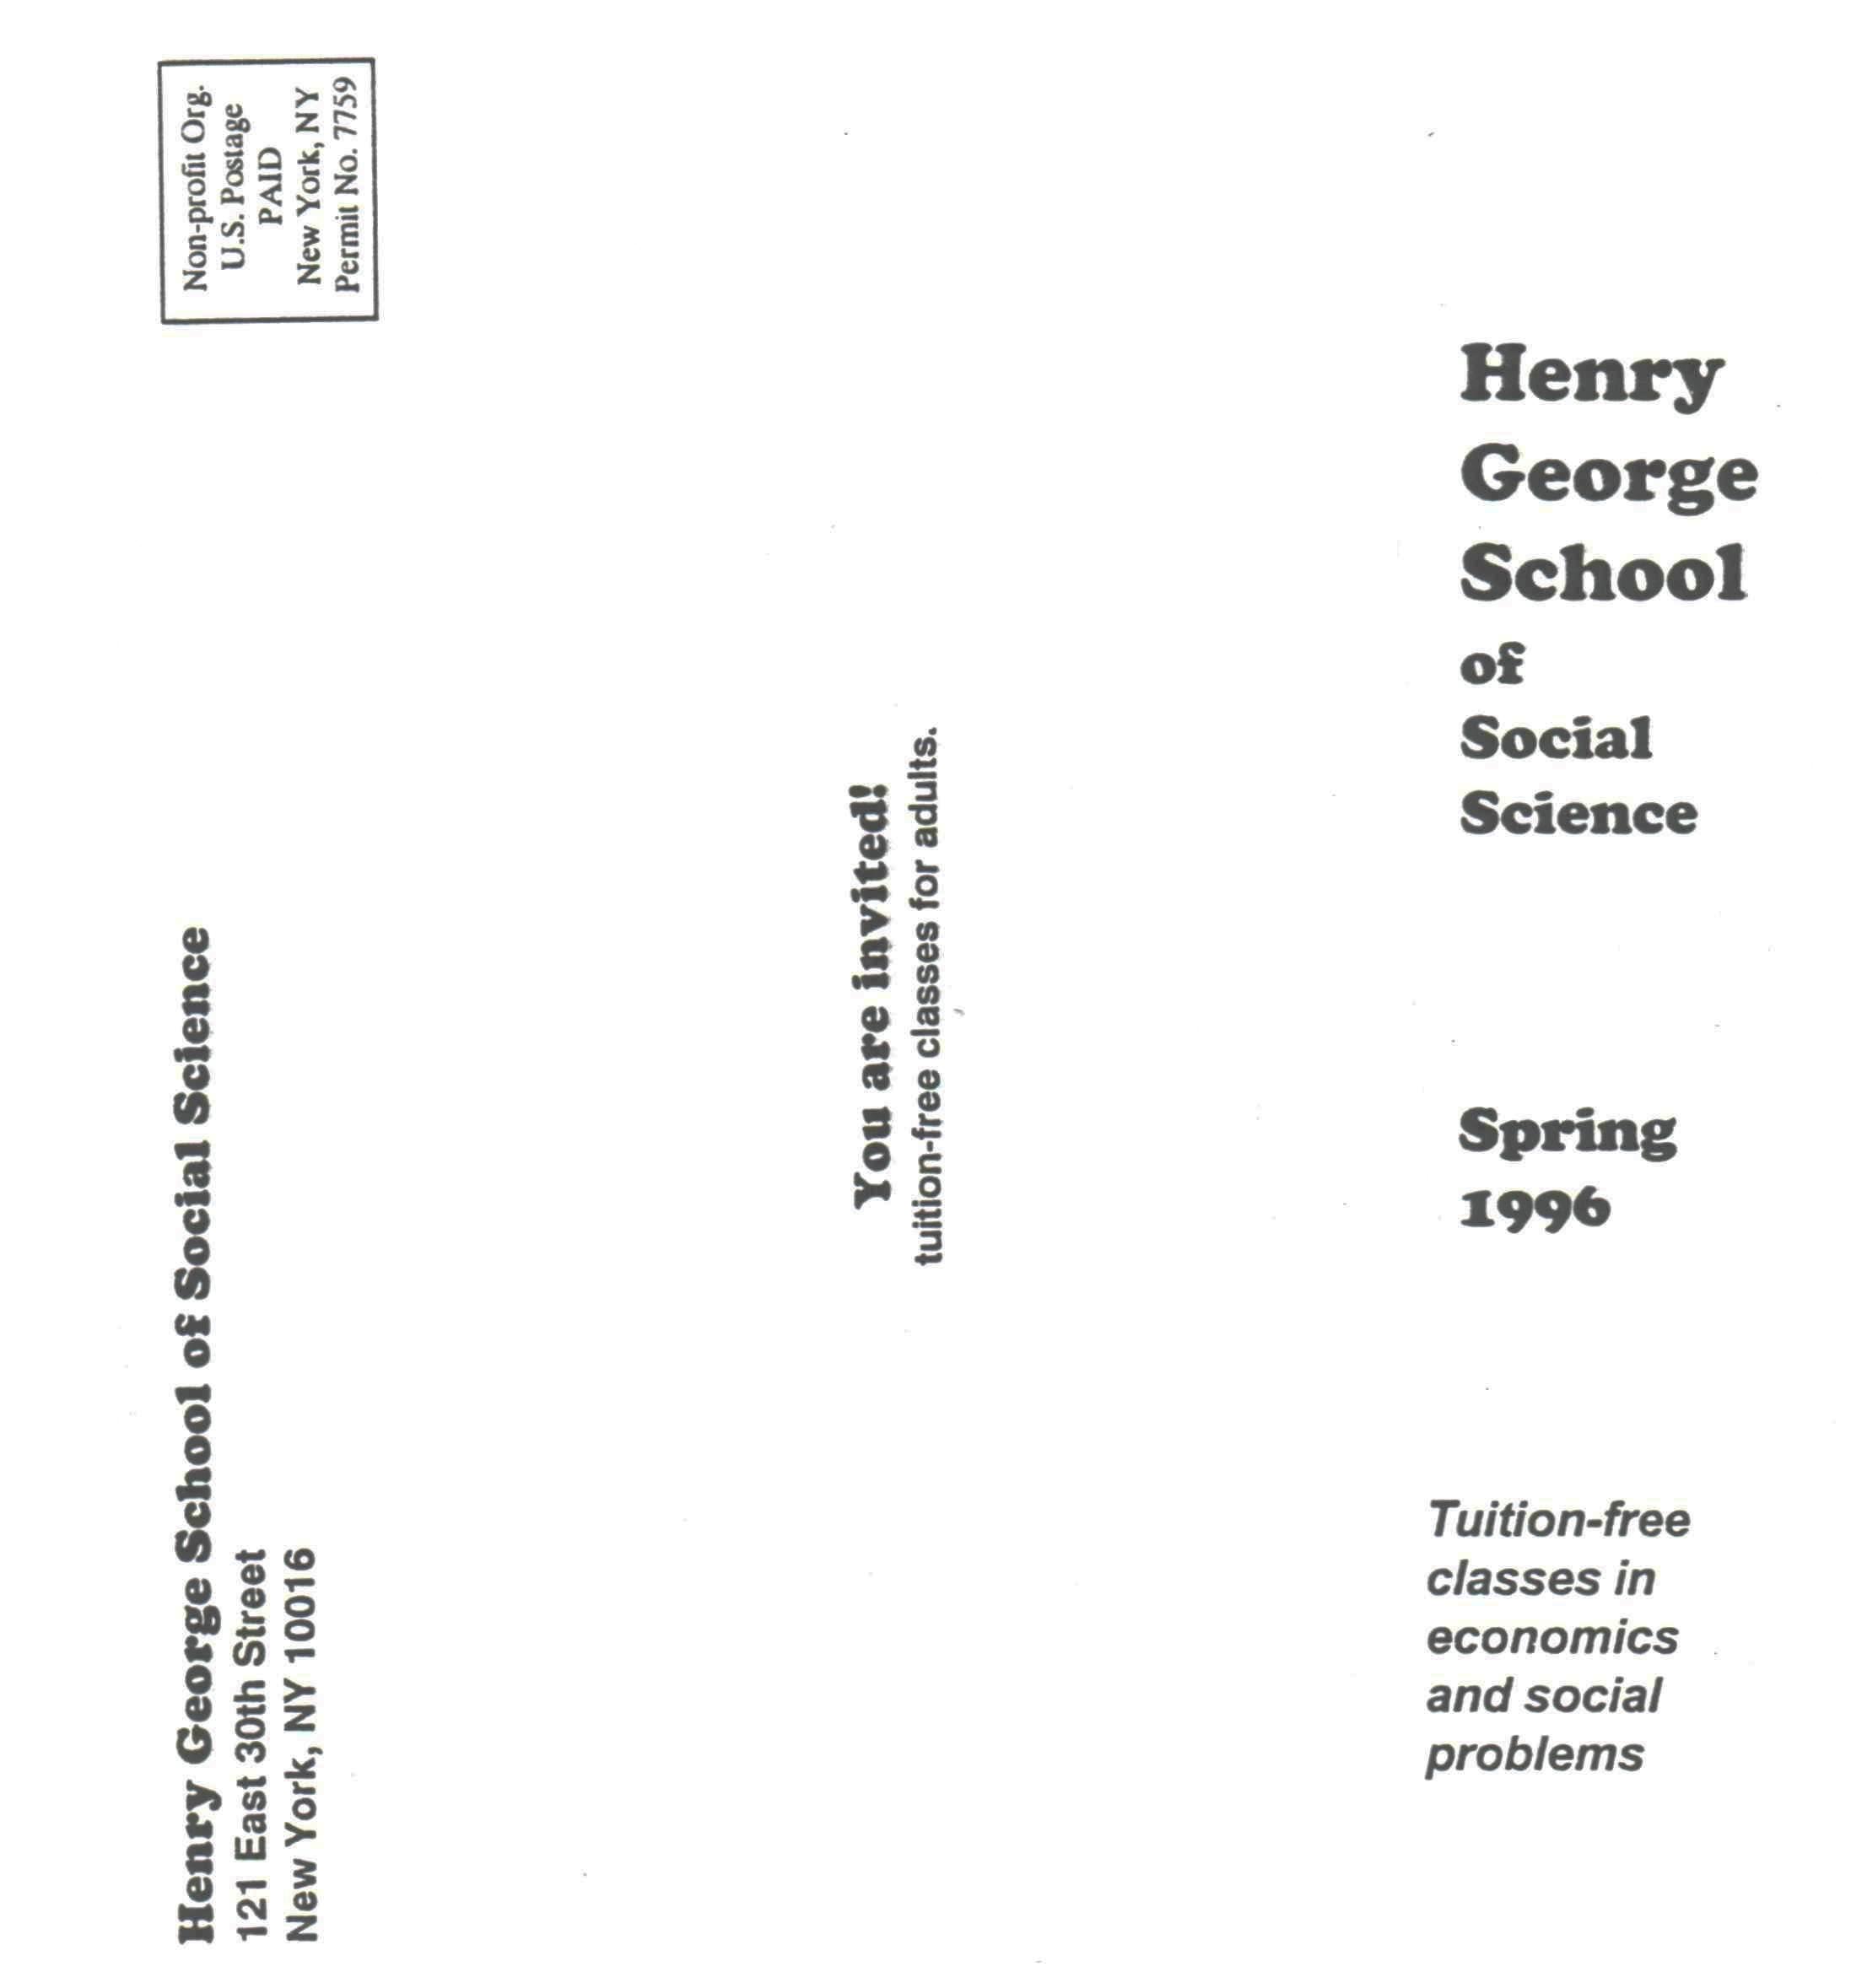 Non-profit Org.
U.S. Postage
PAID
New York, NY
Permit No. 7759
Henry George School of Social Science
121 East 30th Street
New York, NY 10016
You are invited!
tuition-free classes for adults.
Henry
George
School
of
Social
Science
Spring
1996
Tuition-free
classes in
economics
and social
problems